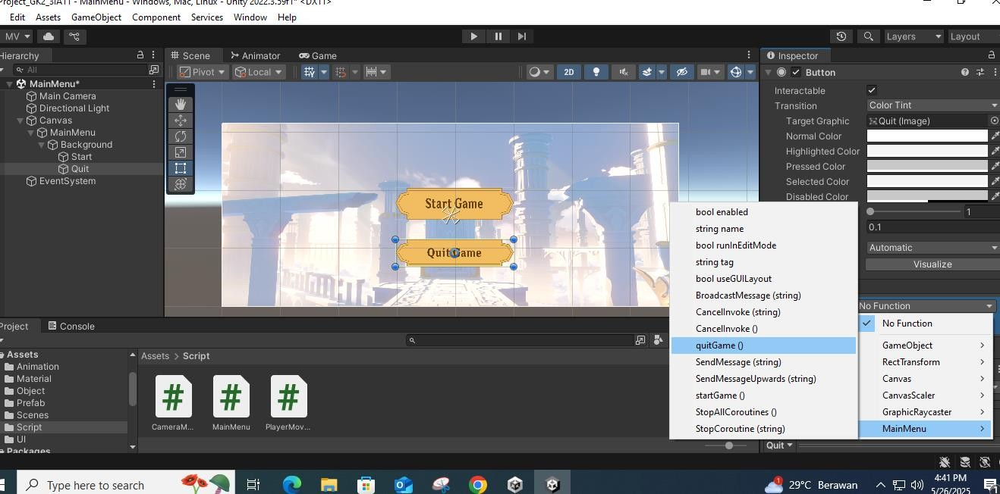 Project_GK2_3IA11 - MainMenu - Windows, Mac, Linux - Unity 2022.3.59f1* <DX11>
Edit Assets GameObject Component Services Window Help
MV Layers Layout
Hierarchy
All
MainMenu*
Main Camera
Directional Light
Canvas
MainMenu
Background
Start
Quit
EventSystem
Scene Animator Game
Pivot Local 2D
Start Game
Quit Game
Inspector
Button
Interactable
Transition Color Tint
Target Graphic Quit (Image)
Normal Color
Highlighted Color
Pressed Color
Selected Color
Disabled Color
1
0.1
Automatic
Visualize
No Function
bool enabled
string name
bool runInEditMode
string tag
bool useGUILayout
BroadcastMessage (string)
CancelInvoke (string)
CancelInvoke ()
quitGame ()
SendMessage (string)
SendMessageUpwards (string)
startGame ()
StopAllCoroutines ()
StopCoroutine (string)
No Function
GameObject
RectTransform
Canvas
CanvasScaler
GraphicRaycaster
MainMenu
Quit
Project Console
Assets
Animation
Material
Object
Prefab
Scenes
Script
UI
Packages
Assets > Script
CameraM...
MainMenu
PlayerMov...
Type here to search
1
29°C Berawan
4:41 PM
5/26/2025
1